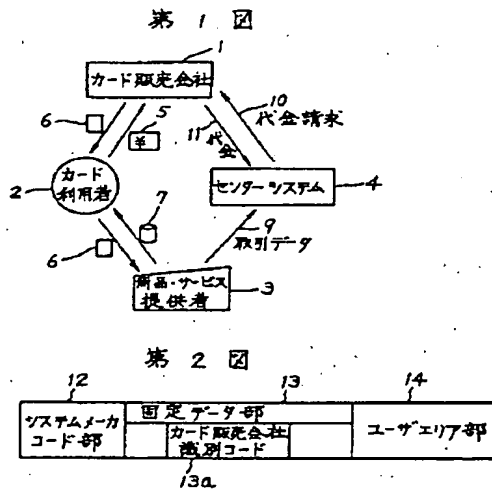 第 1 図
1
カード販売会社
6
5
¥
10
代金請求
11
代金
2
カード
利用者
7
センターシステム
4
6
9
取引データ
商品・サービス
提供者
3
第 2 図
12
13
14
システムメーカ
コード部
固定データ部
カード販売会社
識別コード
ユーザエリア部
13a